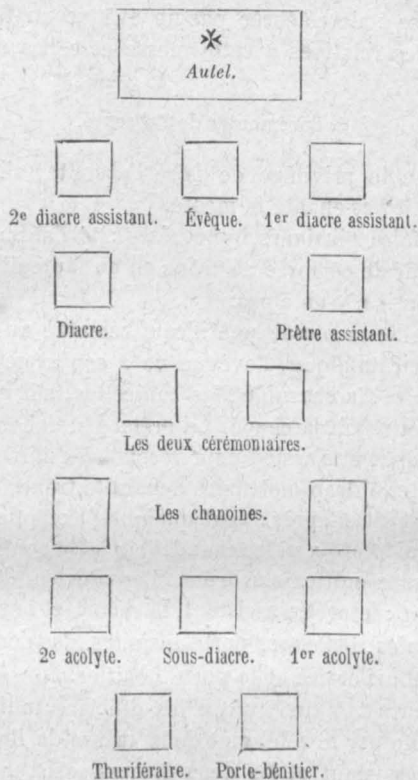 Autel.
2e diacre assistant. Évêque. 1er diacre assistant.
Diacre. Prêtre assistant.
Les deux cérémoniaires.
Les chanoines.
2e acolyte. Sous-diacre. 1er acolyte.
Thuriféraire. Porte-bénitier.